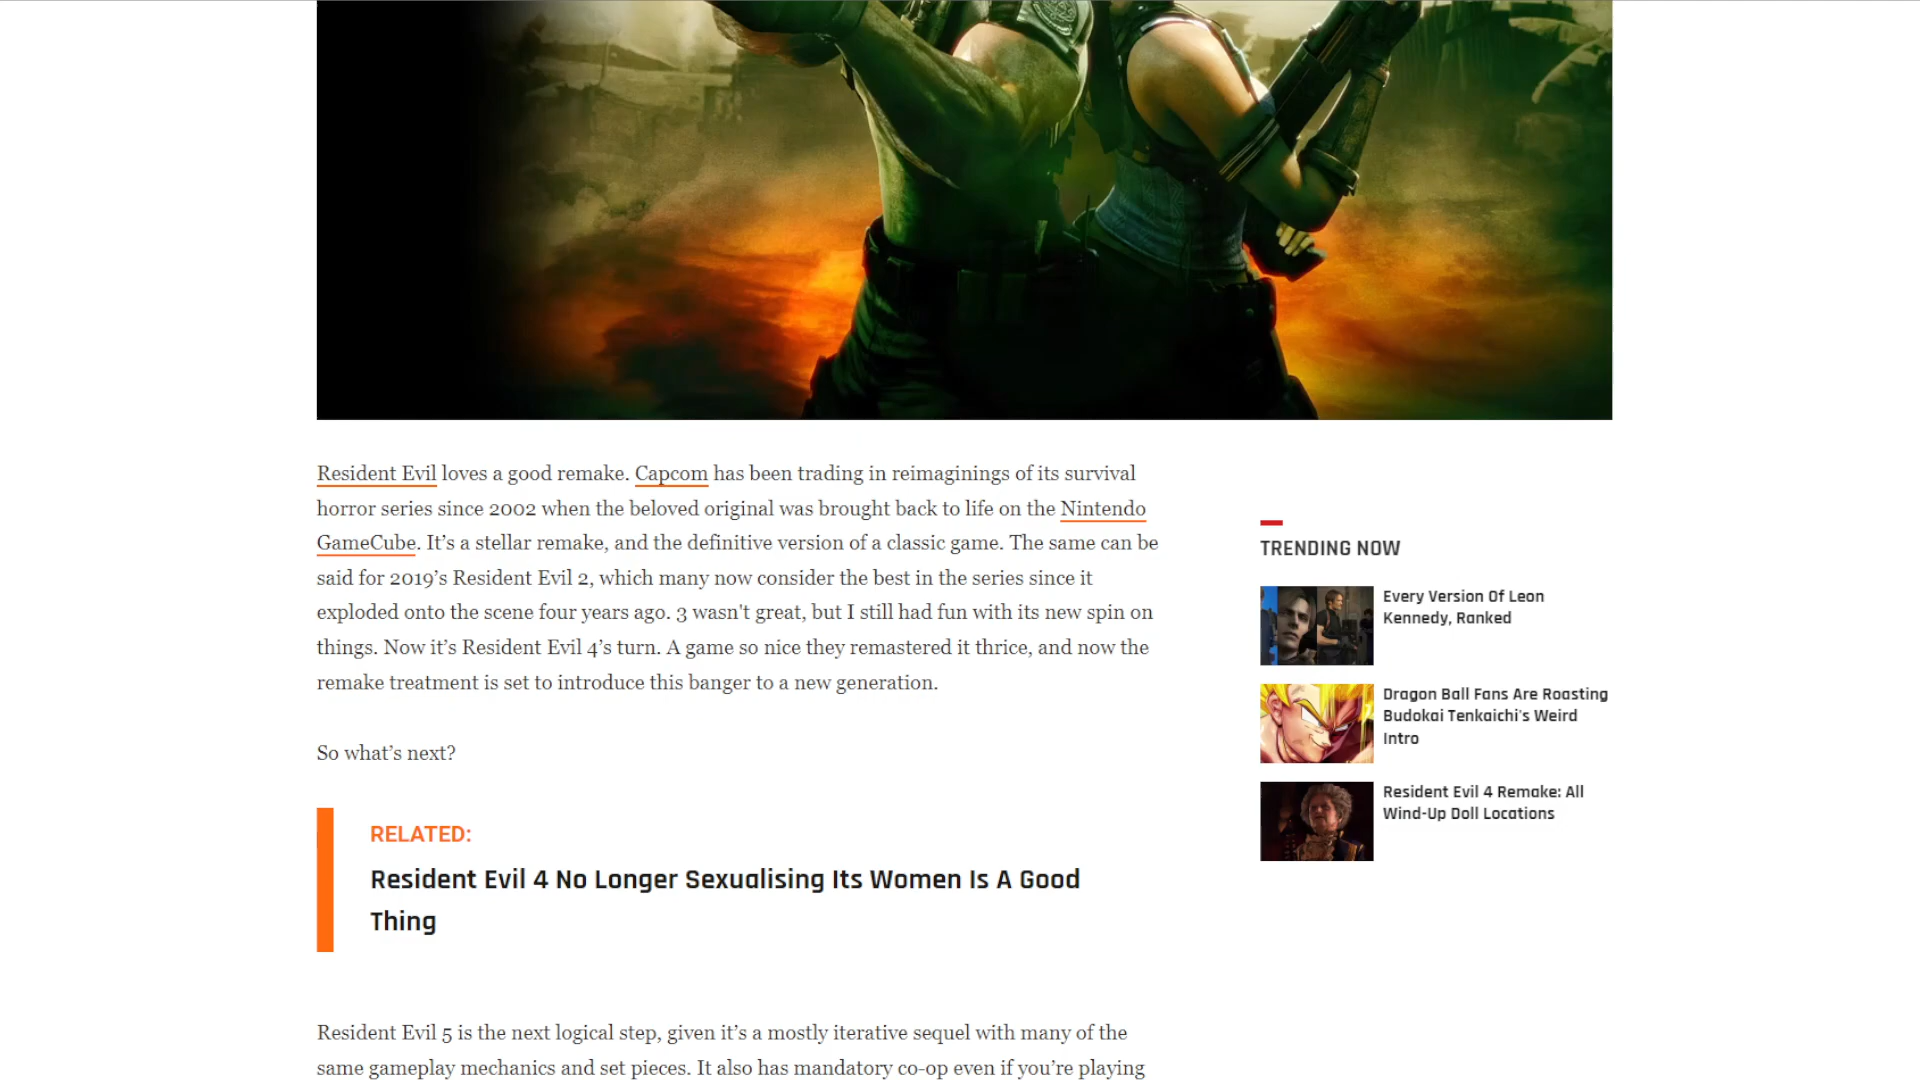 Resident Evil loves a good remake. Capcom has been trading in reimaginings of its survival
horror series since 2002 when the beloved original was brought back to life on the Nintendo
GameCube. It’s a stellar remake, and the definitive version of a classic game. The same can be
said for 2019’s Resident Evil 2, which many now consider the best in the series since it
exploded onto the scene four years ago. 3 wasn't great, but I still had fun with its new spin on
things. Now it’s Resident Evil 4’s turn. A game so nice they remastered it thrice, and now the
remake treatment is set to introduce this banger to a new generation.
So what’s next?
RELATED:
Resident Evil 4 No Longer Sexualising Its Women Is A Good
Thing
Resident Evil 5 is the next logical step, given it’s a mostly iterative sequel with many of the
same gameplay mechanics and set pieces. It also has mandatory co-op even if you’re playing
TRENDING NOW
Every Version Of Leon
Kennedy, Ranked
Dragon Ball Fans Are Roasting
Budokai Tenkaichi's Weird
Intro
Resident Evil 4 Remake: All
Wind-Up Doll Locations